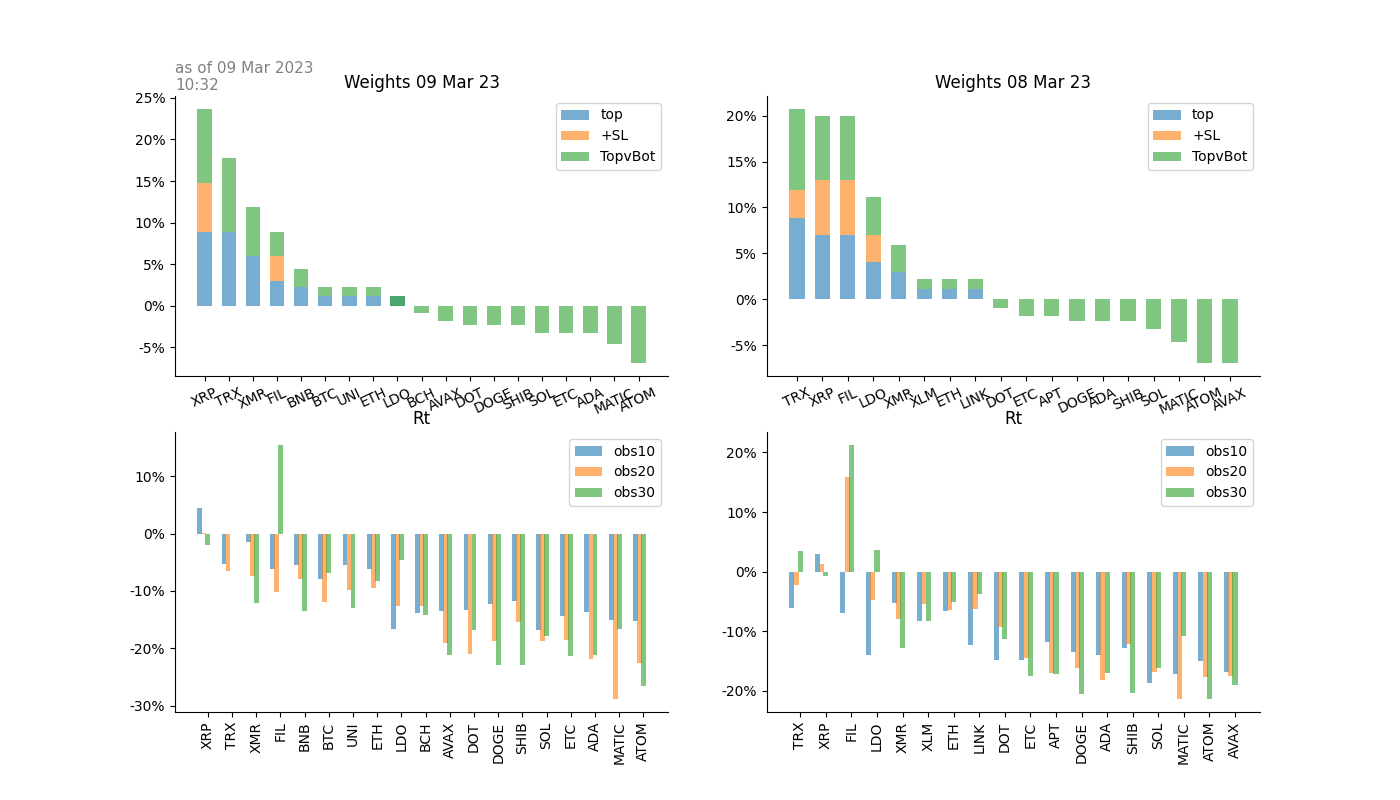 as of 09 Mar 2023
10:32
Weights 09 Mar 23
25%
20%
15%
10%
5%
0%
-5%
top
+SL
TopvBot
XRP TRX XMR FIL BNB BTC UNI ETH LDO BCH AVAX DOT DOGE SHIB SOL ETC ADA MATIC ATOM
Weights 08 Mar 23
20%
15%
10%
5%
0%
-5%
top
+SL
TopvBot
TRX XRP FIL LDO XMR XLM ETH LINK DOT ETC APT DOGE ADA SHIB SOL MATIC ATOM AVAX
Rt
10%
0%
-10%
-20%
-30%
obs10
obs20
obs30
XRP TRX XMR FIL BNB BTC UNI ETH LDO BCH AVAX DOT DOGE SHIB SOL ETC ADA MATIC ATOM
Rt
20%
10%
0%
-10%
-20%
obs10
obs20
obs30
TRX XRP FIL LDO XMR XLM ETH LINK DOT ETC APT DOGE ADA SHIB SOL MATIC ATOM AVAX